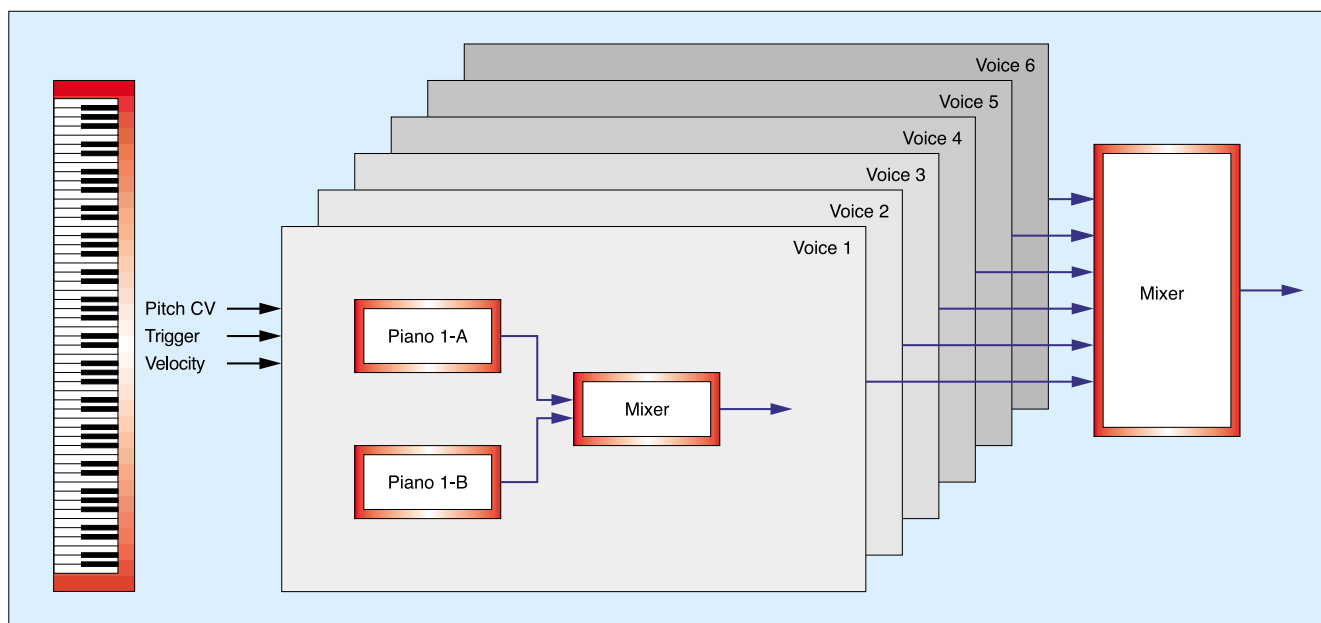 Voice 6
Voice 5
Voice 4
Voice 3
Voice 2
Voice 1
Pitch CV
Trigger
Velocity
Piano 1-A
Mixer
Piano 1-B
Mixer